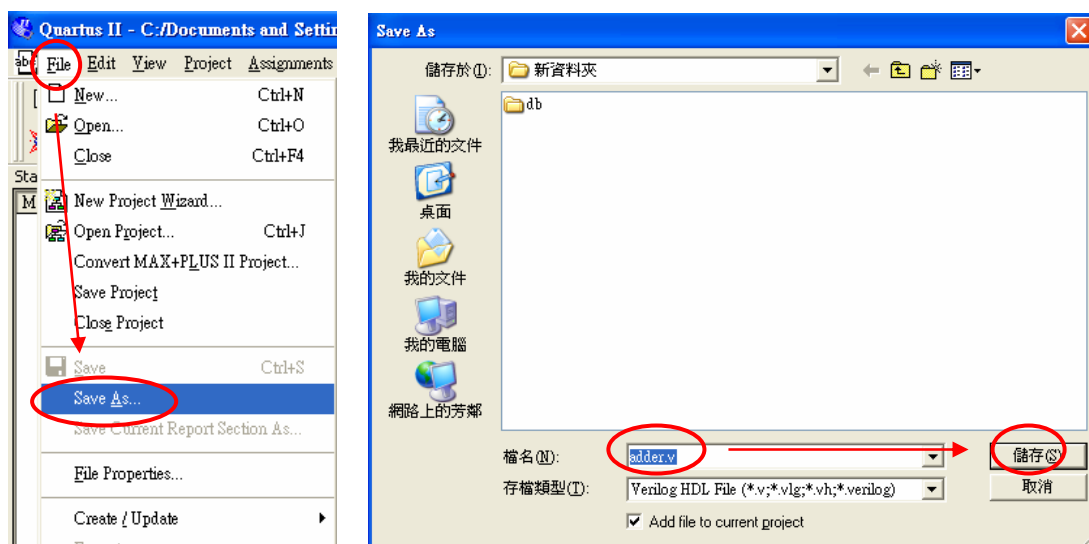 Quartus II - C:/Documents and Settin
File Edit View Project Assignments
New... Ctrl+N
Open... Ctrl+O
Close Ctrl+F4
Sta
M
New Project Wizard...
Open Project... Ctrl+J
Convert MAX+PLUS II Project...
Save Project
Close Project
Save Ctrl+S
Save As...
Save Current Report Section As...
File Properties...
Create / Update
Save As
儲存於(I): 新資料夾
db
我最近的文件
桌面
我的文件
我的電腦
網路上的芳鄰
檔名(N): adder.v 儲存(S)
存檔類型(T): Verilog HDL File (*.v;*.vlg;*.vh;*.verilog) 取消
Add file to current project